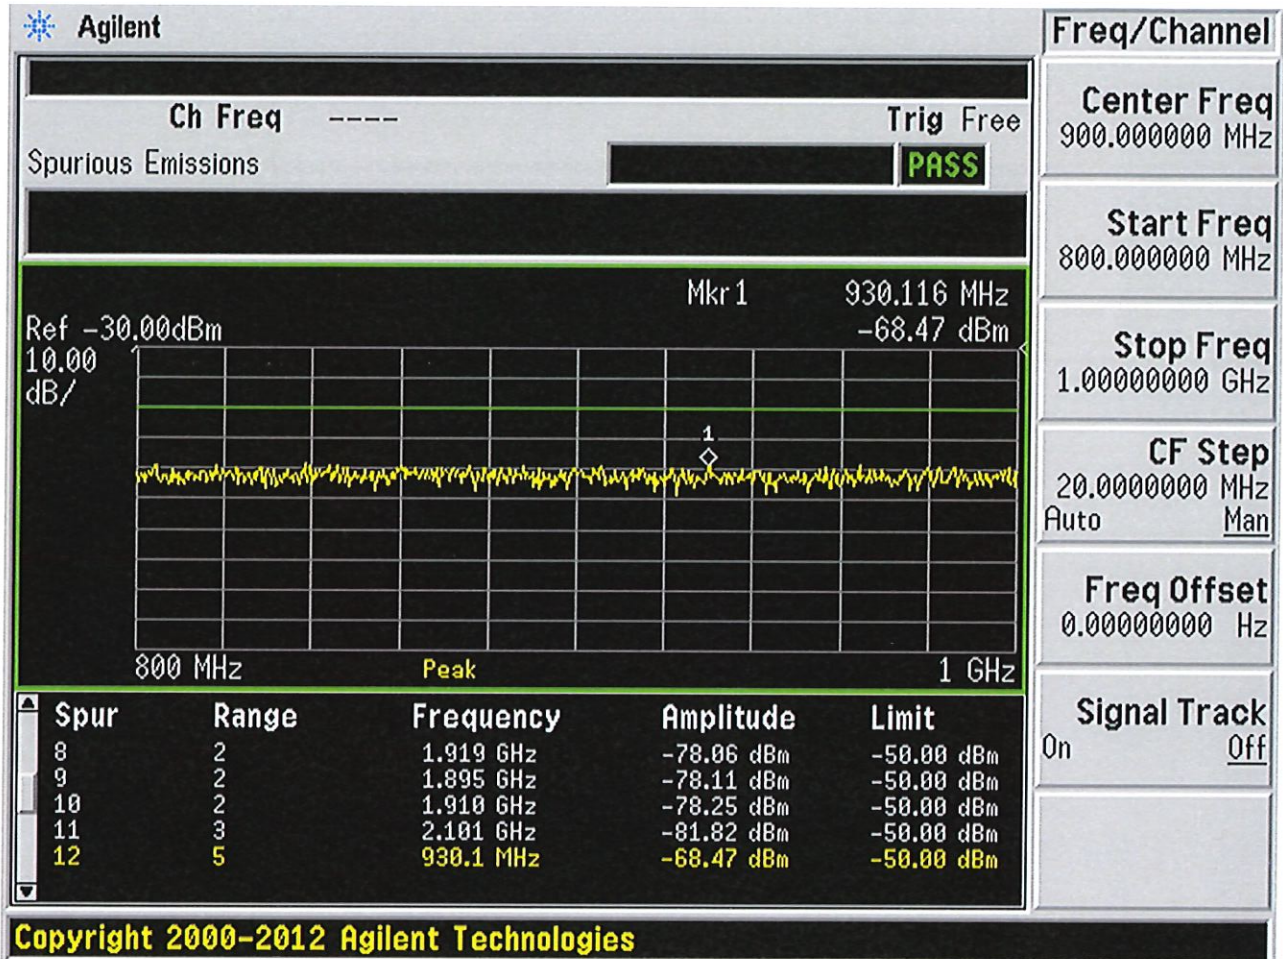 Agilent
Freq/Channel
Ch Freq ----
Trig Free
Spurious Emissions
PASS
Center Freq
900.000000 MHz
Start Freq
800.000000 MHz
Stop Freq
1.00000000 GHz
CF Step
20.0000000 MHz
Auto Man
Freq Offset
0.00000000 Hz
Signal Track
On Off
Mkr1 930.116 MHz
-68.47 dBm
Ref -30.00dBm
10.00
dB/
1
800 MHz Peak 1 GHz
Spur Range Frequency Amplitude Limit
8 2 1.919 GHz -78.06 dBm -50.00 dBm
9 2 1.895 GHz -78.11 dBm -50.00 dBm
10 2 1.910 GHz -78.25 dBm -50.00 dBm
11 3 2.101 GHz -81.82 dBm -50.00 dBm
12 5 930.1 MHz -68.47 dBm -50.00 dBm
Copyright 2000-2012 Agilent Technologies